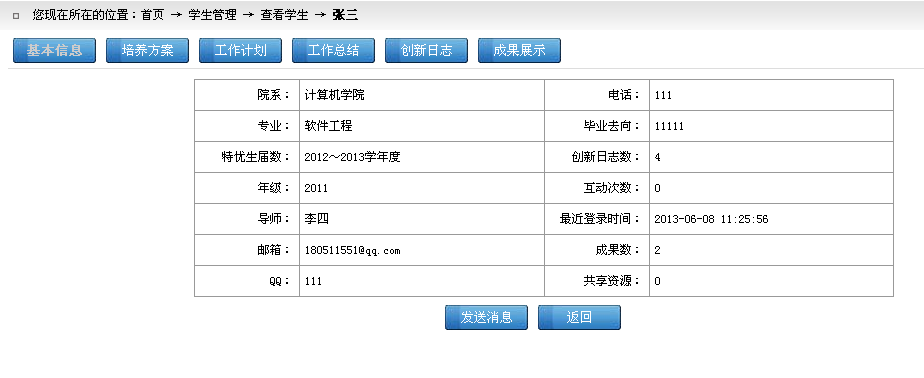 您现在所在的位置：首页 → 学生管理 → 查看学生 → 张三
基本信息 培养方案 工作计划 工作总结 创新日志 成果展示
院系： 计算机学院 电话： 111
专业： 软件工程 毕业去向： 11111
特优生届数： 2012～2013学年度 创新日志数： 4
年级： 2011 互动次数： 0
导师： 李四 最近登录时间： 2013-06-08 11:25:56
邮箱： 180511551@qq.com 成果数： 2
QQ： 111 共享资源： 0
发送消息 返回